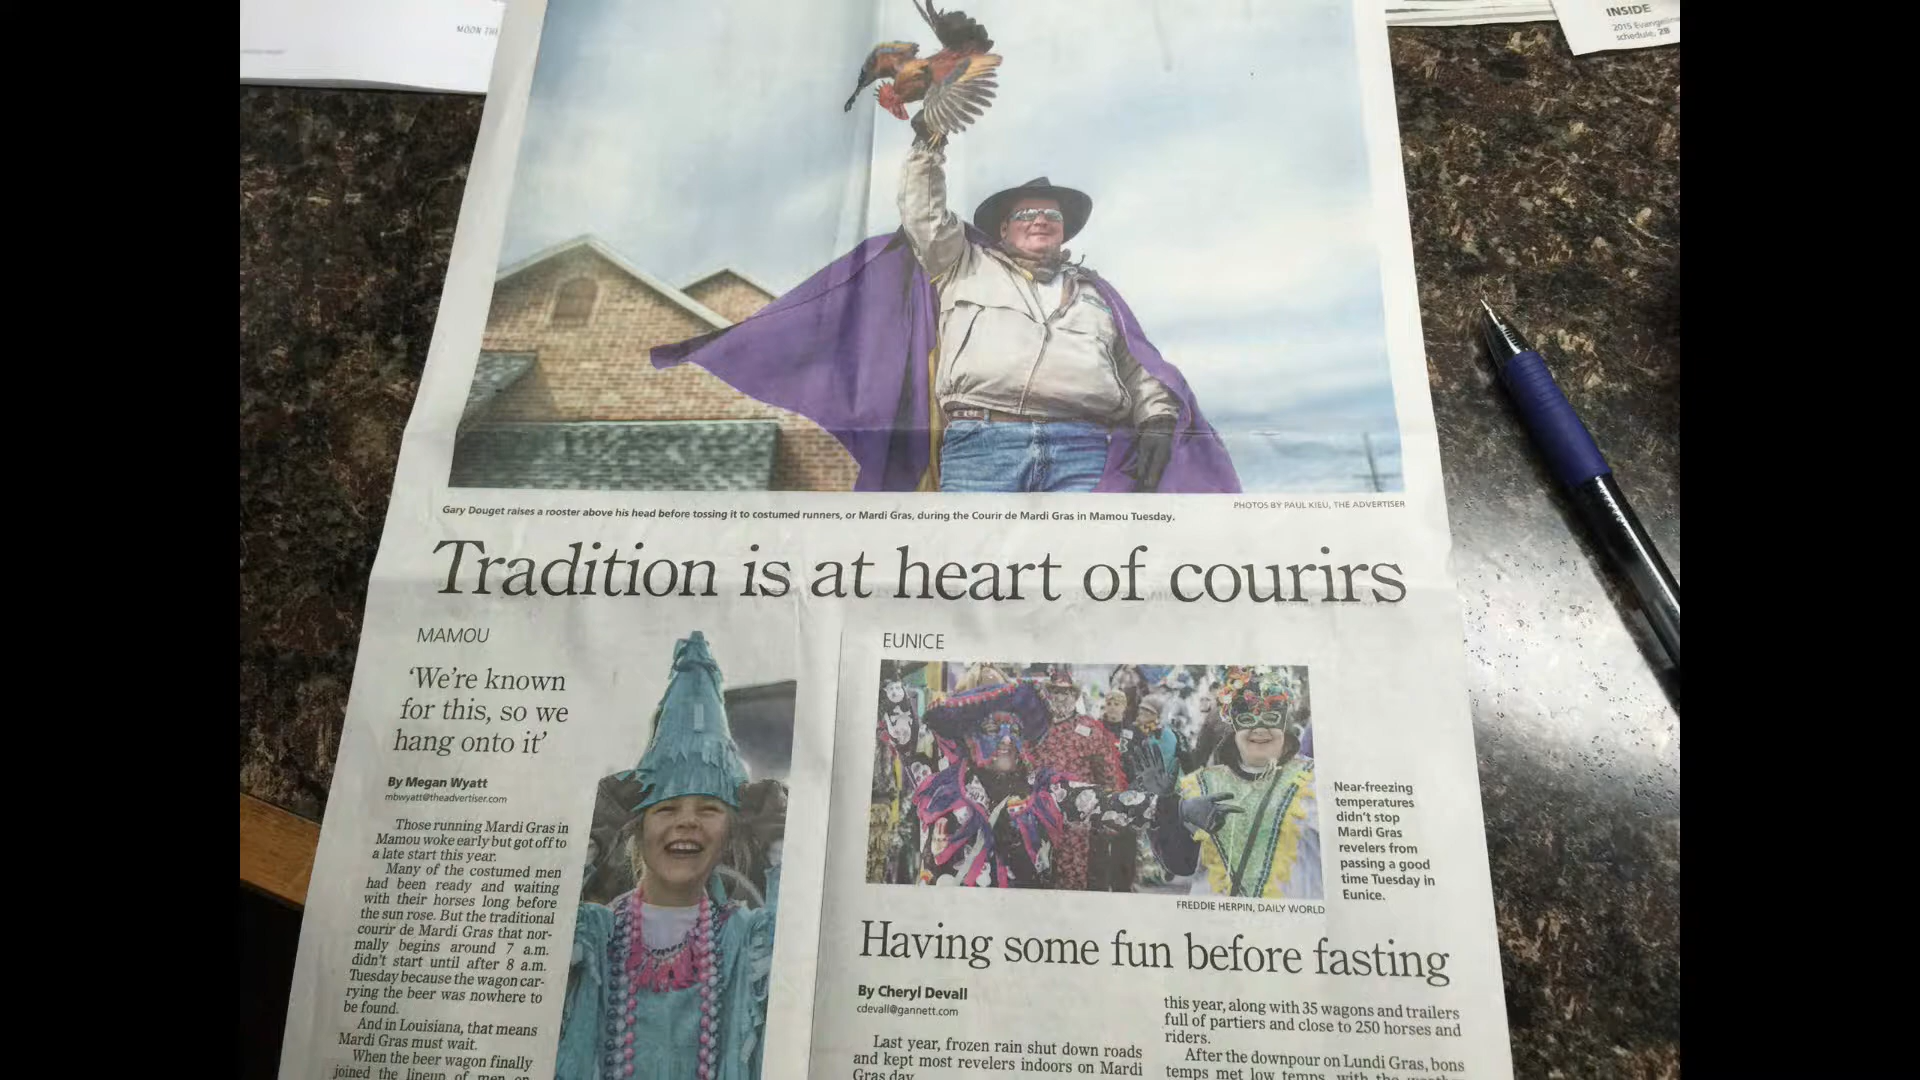 MOON THE
INSIDE
2015 Evangeline
schedule, 2B
PHOTOS BY PAUL KIEU, THE ADVERTISER
Gary Douget raises a rooster above his head before tossing it to costumed runners, or Mardi Gras, during the Courir de Mardi Gras in Mamou Tuesday.
Tradition is at heart of courirs
MAMOU
‘We’re known
for this, so we
hang onto it’
By Megan Wyatt
mbwyatt@theadvertiser.com
Those running Mardi Gras in
Mamou woke early but got off to
a late start this year.
Many of the costumed men
had been ready and waiting
with their horses long before
the sun rose. But the traditional
courir de Mardi Gras that nor-
mally begins around 7 a.m.
didn’t start until after 8 a.m.
Tuesday because the wagon car-
rying the beer was nowhere to
be found.
And in Louisiana, that means
Mardi Gras must wait.
When the beer wagon finally
joined the lineup of men on
EUNICE
Near-freezing
temperatures
didn’t stop
Mardi Gras
revelers from
passing a good
time Tuesday in
Eunice.
FREDDIE HERPIN, DAILY WORLD
Having some fun before fasting
By Cheryl Devall
cdevall@gannett.com
Last year, frozen rain shut down roads
and kept most revelers indoors on Mardi
Gras day.
this year, along with 35 wagons and trailers
full of partiers and close to 250 horses and
riders.
After the downpour on Lundi Gras, bons
temps met low temps, with the